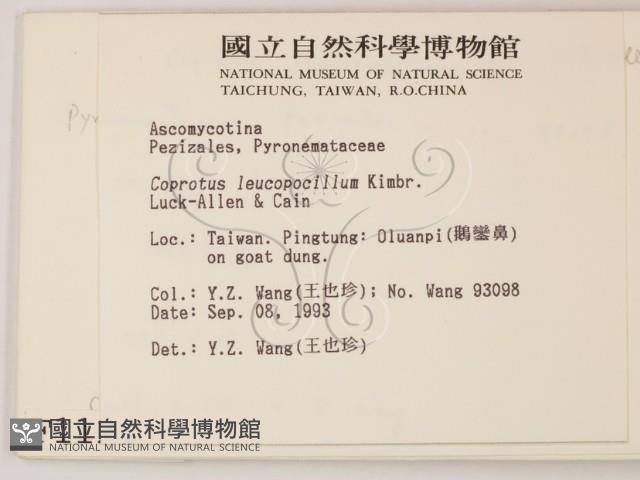 國立自然科學博物館
NATIONAL MUSEUM OF NATURAL SCIENCE
TAICHUNG, TAIWAN, R.O.CHINA
Ascomycotina
Pezizales, Pyronemataceae
Coprotus leucopocillum Kimbr.
Luck-Allen & Cain
Loc.: Taiwan. Pingtung: Oluanpi(鵝鑾鼻)
on goat dung.
Col.: Y.Z. Wang(王也珍); No. Wang 93098
Date: Sep. 08, 1993
Det.: Y.Z. Wang(王也珍)
國立自然科學博物館
NATIONAL MUSEUM OF NATURAL SCIENCE